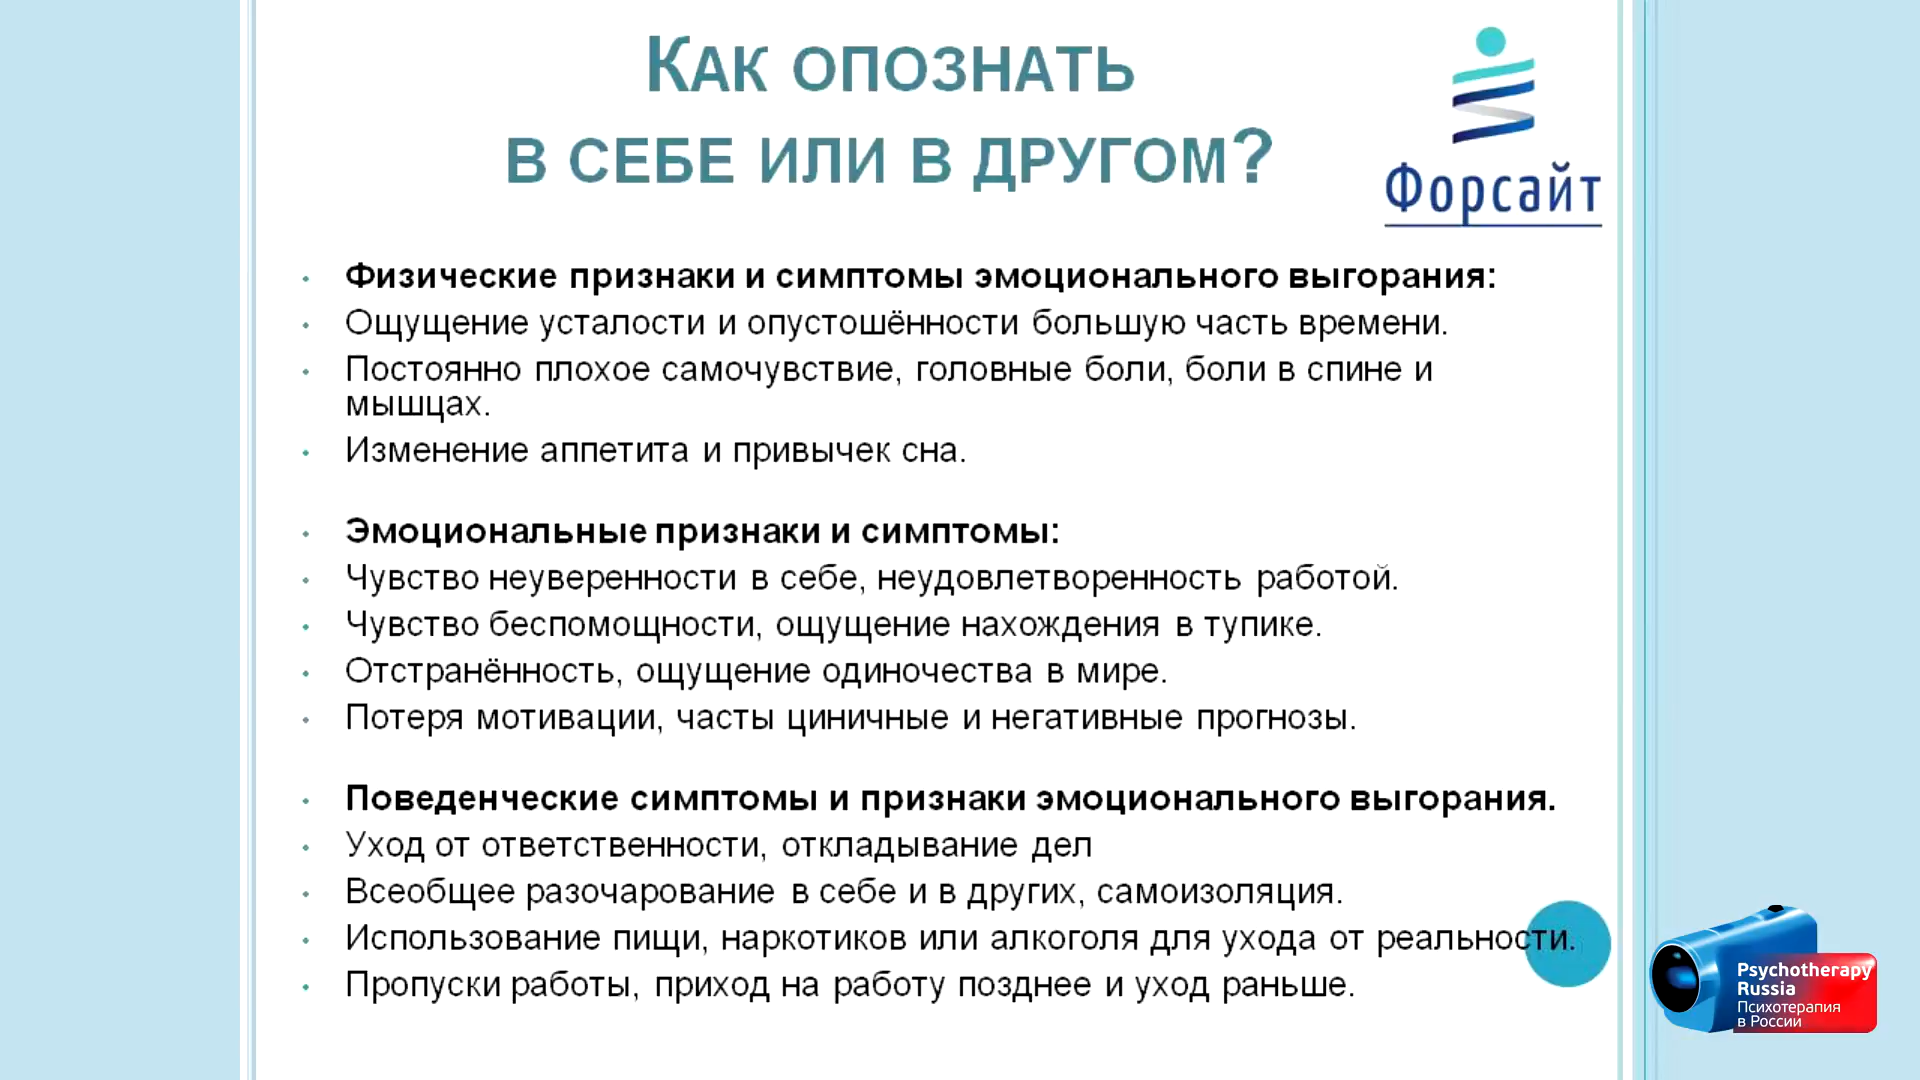 Как опознать
в себе или в другом?
Форсайт
• Физические признаки и симптомы эмоционального выгорания:
• Ощущение усталости и опустошённости большую часть времени.
• Постоянно плохое самочувствие, головные боли, боли в спине и
мышцах.
• Изменение аппетита и привычек сна.
• Эмоциональные признаки и симптомы:
• Чувство неуверенности в себе, неудовлетворенность работой.
• Чувство беспомощности, ощущение нахождения в тупике.
• Отстранённость, ощущение одиночества в мире.
• Потеря мотивации, часты циничные и негативные прогнозы.
• Поведенческие симптомы и признаки эмоционального выгорания.
• Уход от ответственности, откладывание дел
• Всеобщее разочарование в себе и в других, самоизоляция.
• Использование пищи, наркотиков или алкоголя для ухода от реальности.
• Пропуски работы, приход на работу позднее и уход раньше.
Psychotherapy
Russia
Психотерапия
в России